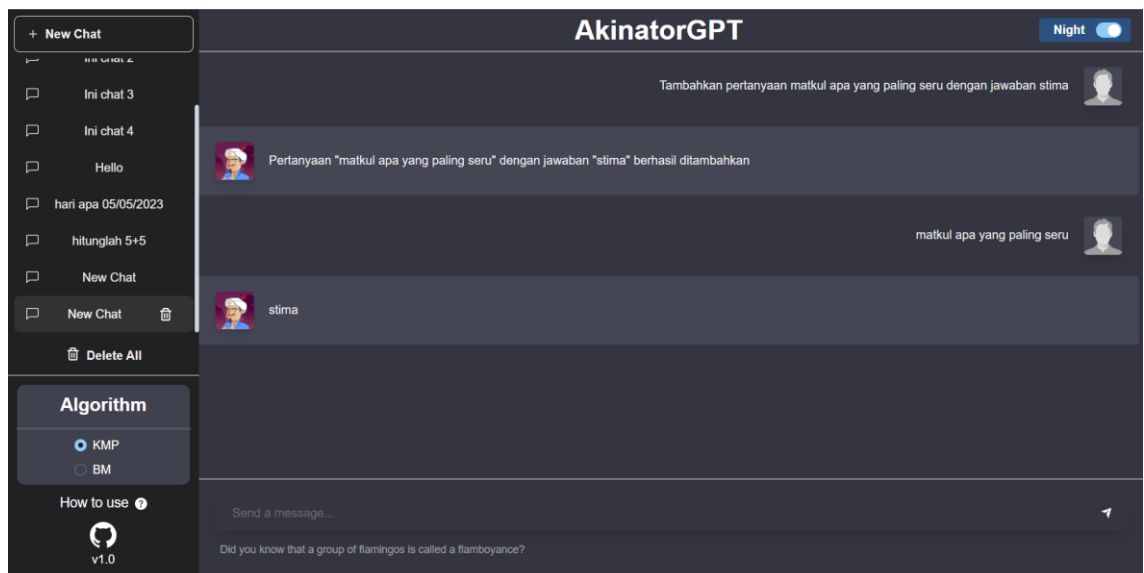 + New Chat
Ini chat 2
Ini chat 3
Ini chat 4
Hello
hari apa 05/05/2023
hitunglah 5+5
New Chat
New Chat
Delete All
Algorithm
KMP
BM
How to use ?
v1.0
AkinatorGPT
Night
Tambahkan pertanyaan matkul apa yang paling seru dengan jawaban stima
Pertanyaan "matkul apa yang paling seru" dengan jawaban "stima" berhasil ditambahkan
matkul apa yang paling seru
stima
Send a message...
Did you know that a group of flamingos is called a flamboyance?